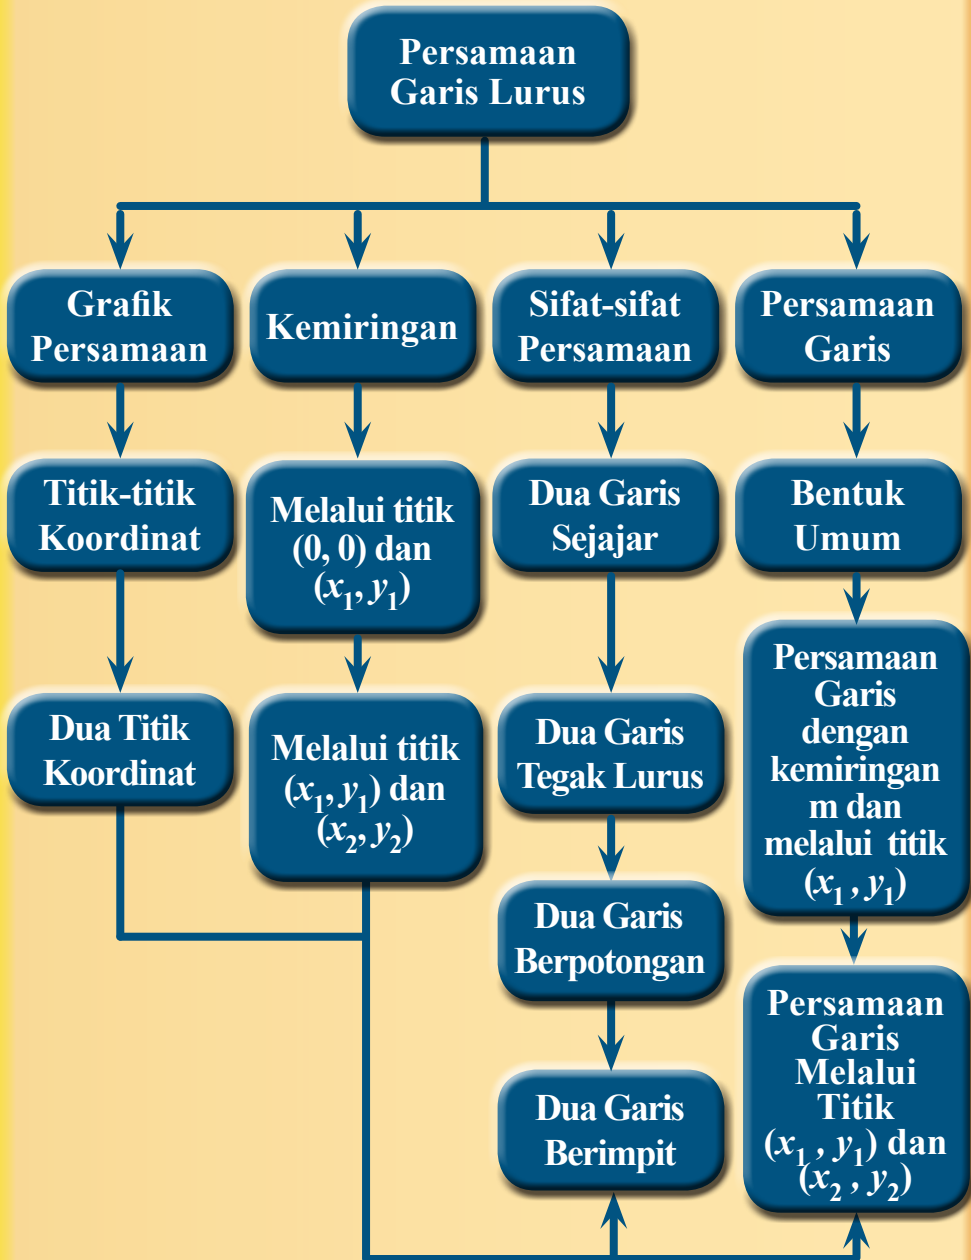 Persamaan
Garis Lurus
Grafik
Persamaan
Kemiringan
Sifat-sifat
Persamaan
Persamaan
Garis
Titik-titik
Koordinat
Melalui titik
(0, 0) dan
(x₁, y₁)
Dua Garis
Sejajar
Bentuk
Umum
Dua Titik
Koordinat
Melalui titik
(x₁, y₁) dan
(x₂, y₂)
Dua Garis
Tegak Lurus
Persamaan
Garis
dengan
kemiringan
m dan
melalui titik
(x₁ , y₁)
Dua Garis
Berpotongan
Dua Garis
Berimpit
Persamaan
Garis
Melalui
Titik
(x₁ , y₁) dan
(x₂ , y₂)